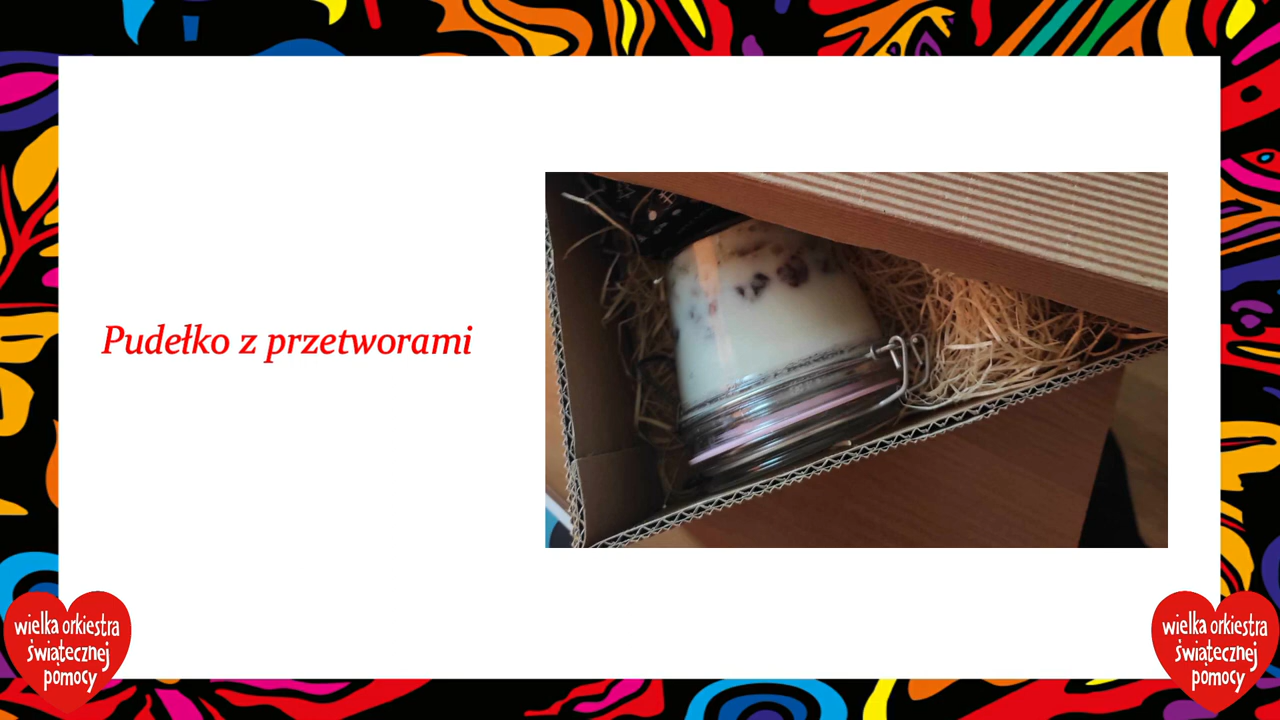 Pudełko z przetworami
wielka orkiestra
świątecznej
pomocy
wielka orkiestra
świątecznej
pomocy